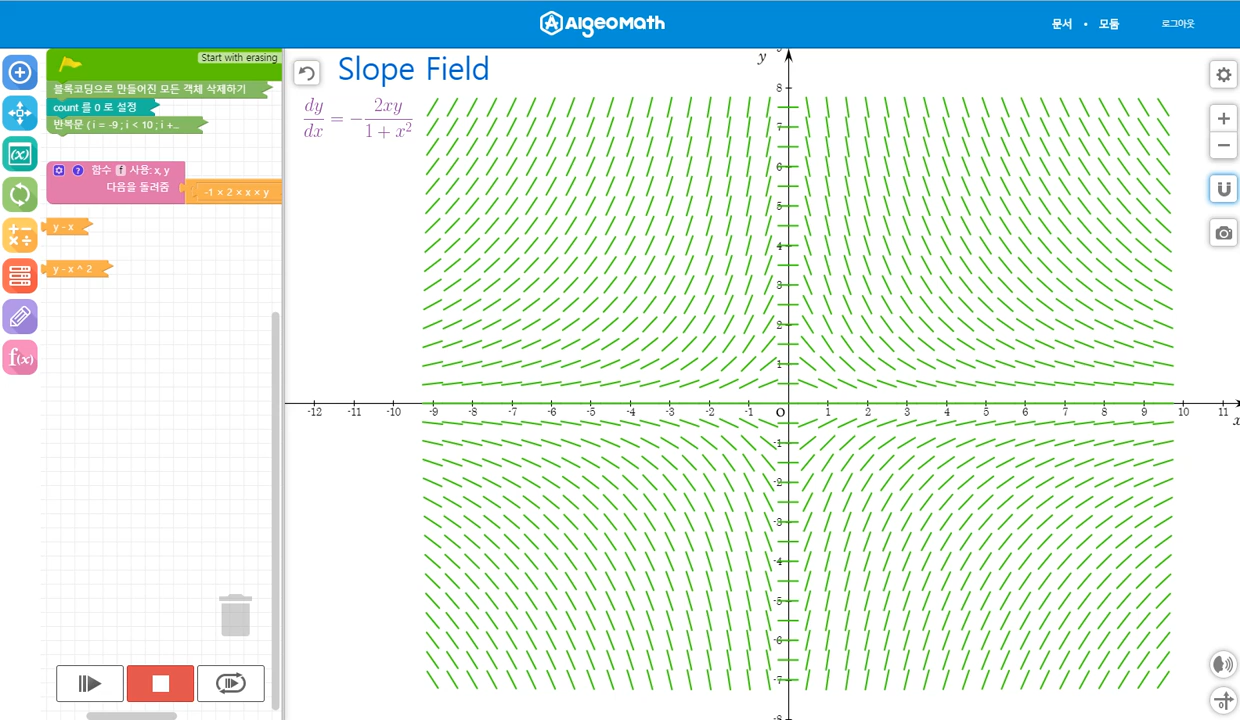 AlgeoMath
문서 • 모둠 로그아웃
Start with erasing
블록코딩으로 만들어진 모든 객체 삭제하기
count 를 0 로 설정
반복문 ( i = -9 ; i < 10 ; i +...
함수 f 사용: x, y
다음을 돌려줌 -1 × 2 × x × y
y - x
y - x ^ 2
(x)
f(x)
Slope Field
dy/dx = - 2xy/(1 + x²)
y
8
7
6
5
4
3
2
1
-12 -11 -10 -9 -8 -7 -6 -5 -4 -3 -2 -1 O 1 2 3 4 5 6 7 8 9 10 11 x
-1
-2
-3
-4
-5
-6
-7
-8